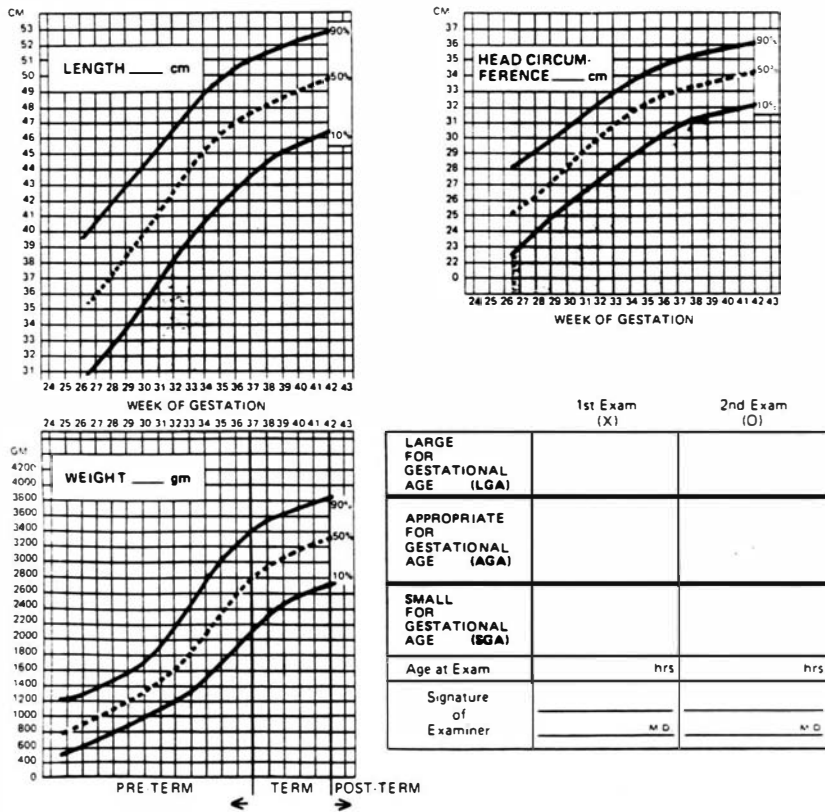 CM
53
52
51
50
49
48
47
46
45
44
43
42
41
40
39
38
37
36
35
34
33
32
31
LENGTH ____ cm
90%
50%
10%
24 25 26 27 28 29 30 31 32 33 34 35 36 37 38 39 40 41 42 43
WEEK OF GESTATION
CM
37
36
35
34
33
32
31
30
29
28
27
26
25
24
23
22
0
HEAD CIRCUM-
FERENCE ____ cm
90%
50%
10%
24 25 26 27 28 29 30 31 32 33 34 35 36 37 38 39 40 41 42 43
WEEK OF GESTATION
24 25 26 27 28 29 30 31 32 33 34 35 36 37 38 39 40 41 42 43
GM
4200
4000
3800
3600
3400
3200
3000
2800
2600
2400
2200
2000
1800
1600
1400
1200
1000
800
600
400
0
WEIGHT ____ gm
90%
50%
10%
PRE-TERM TERM POST-TERM
1st Exam 2nd Exam
(X) (O)
LARGE
FOR
GESTATIONAL
AGE (LGA)
APPROPRIATE
FOR
GESTATIONAL
AGE (AGA)
SMALL
FOR
GESTATIONAL
AGE (SGA)
Age at Exam hrs hrs
Signature
of
Examiner
M.D. M.D.